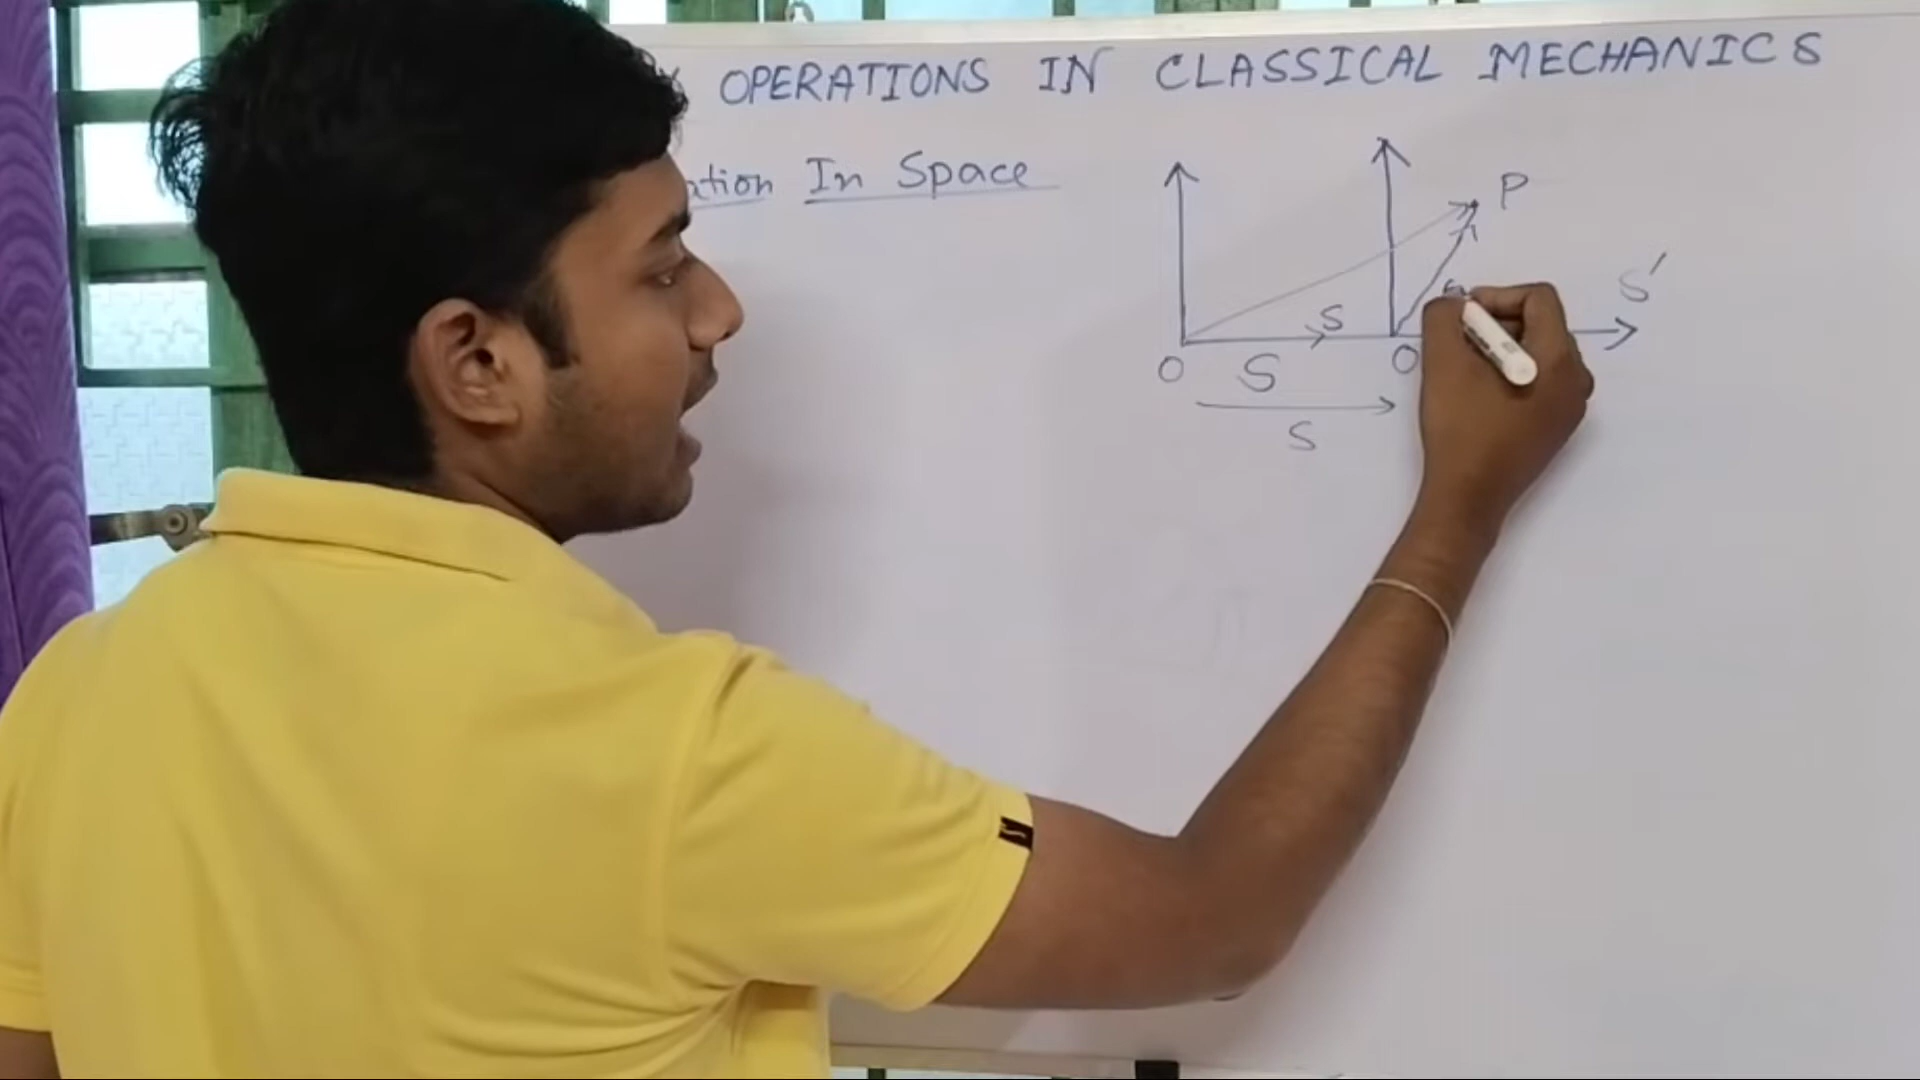 OPERATIONS IN CLASSICAL MECHANICS
In Space
P
S'
S
O S O
S